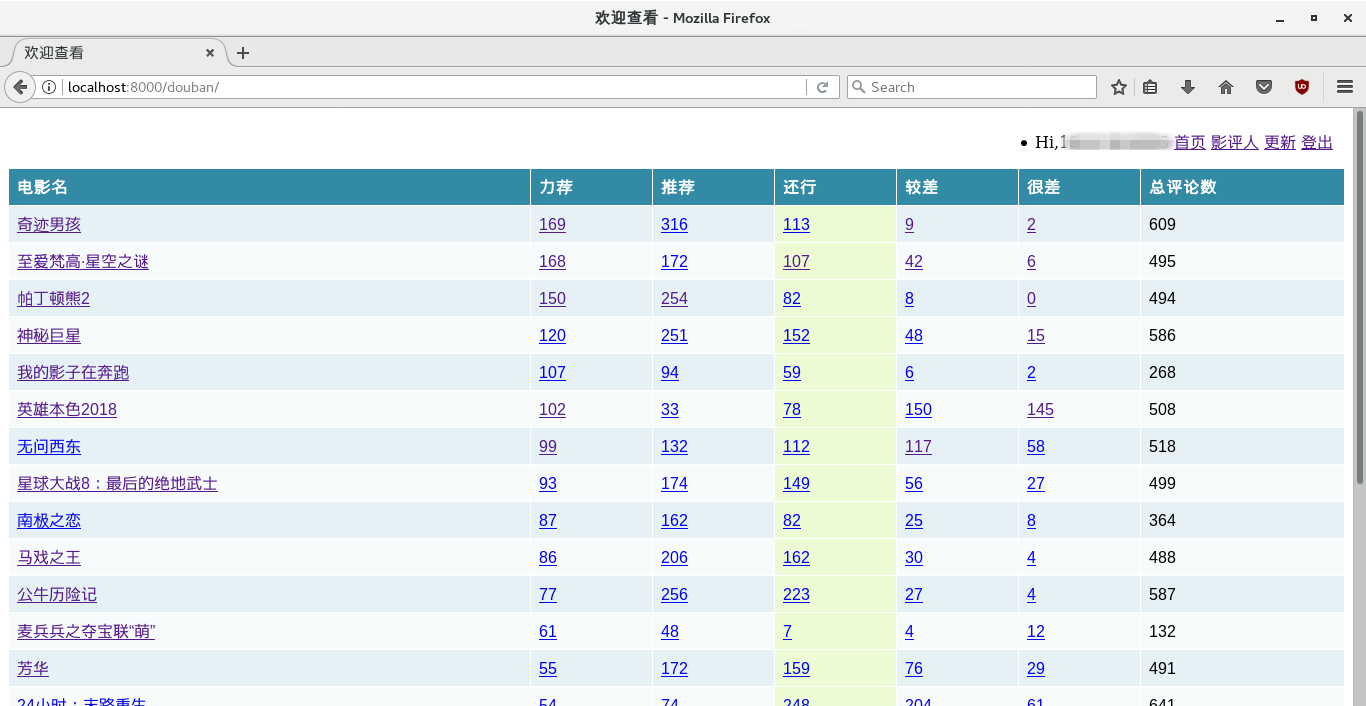 欢迎查看 - Mozilla Firefox
欢迎查看
localhost:8000/douban/
Search
Hi, 首页 影评人 更新 登出
电影名 力荐 推荐 还行 较差 很差 总评论数
奇迹男孩 169 316 113 9 2 609
至爱梵高·星空之谜 168 172 107 42 6 495
帕丁顿熊2 150 254 82 8 0 494
神秘巨星 120 251 152 48 15 586
我的影子在奔跑 107 94 59 6 2 268
英雄本色2018 102 33 78 150 145 508
无问西东 99 132 112 117 58 518
星球大战8：最后的绝地武士 93 174 149 56 27 499
南极之恋 87 162 82 25 8 364
马戏之王 86 206 162 30 4 488
公牛历险记 77 256 223 27 4 587
麦兵兵之夺宝联“萌” 61 48 7 4 12 132
芳华 55 172 159 76 29 491
24小时：末路重生 54 74 248 204 61 641